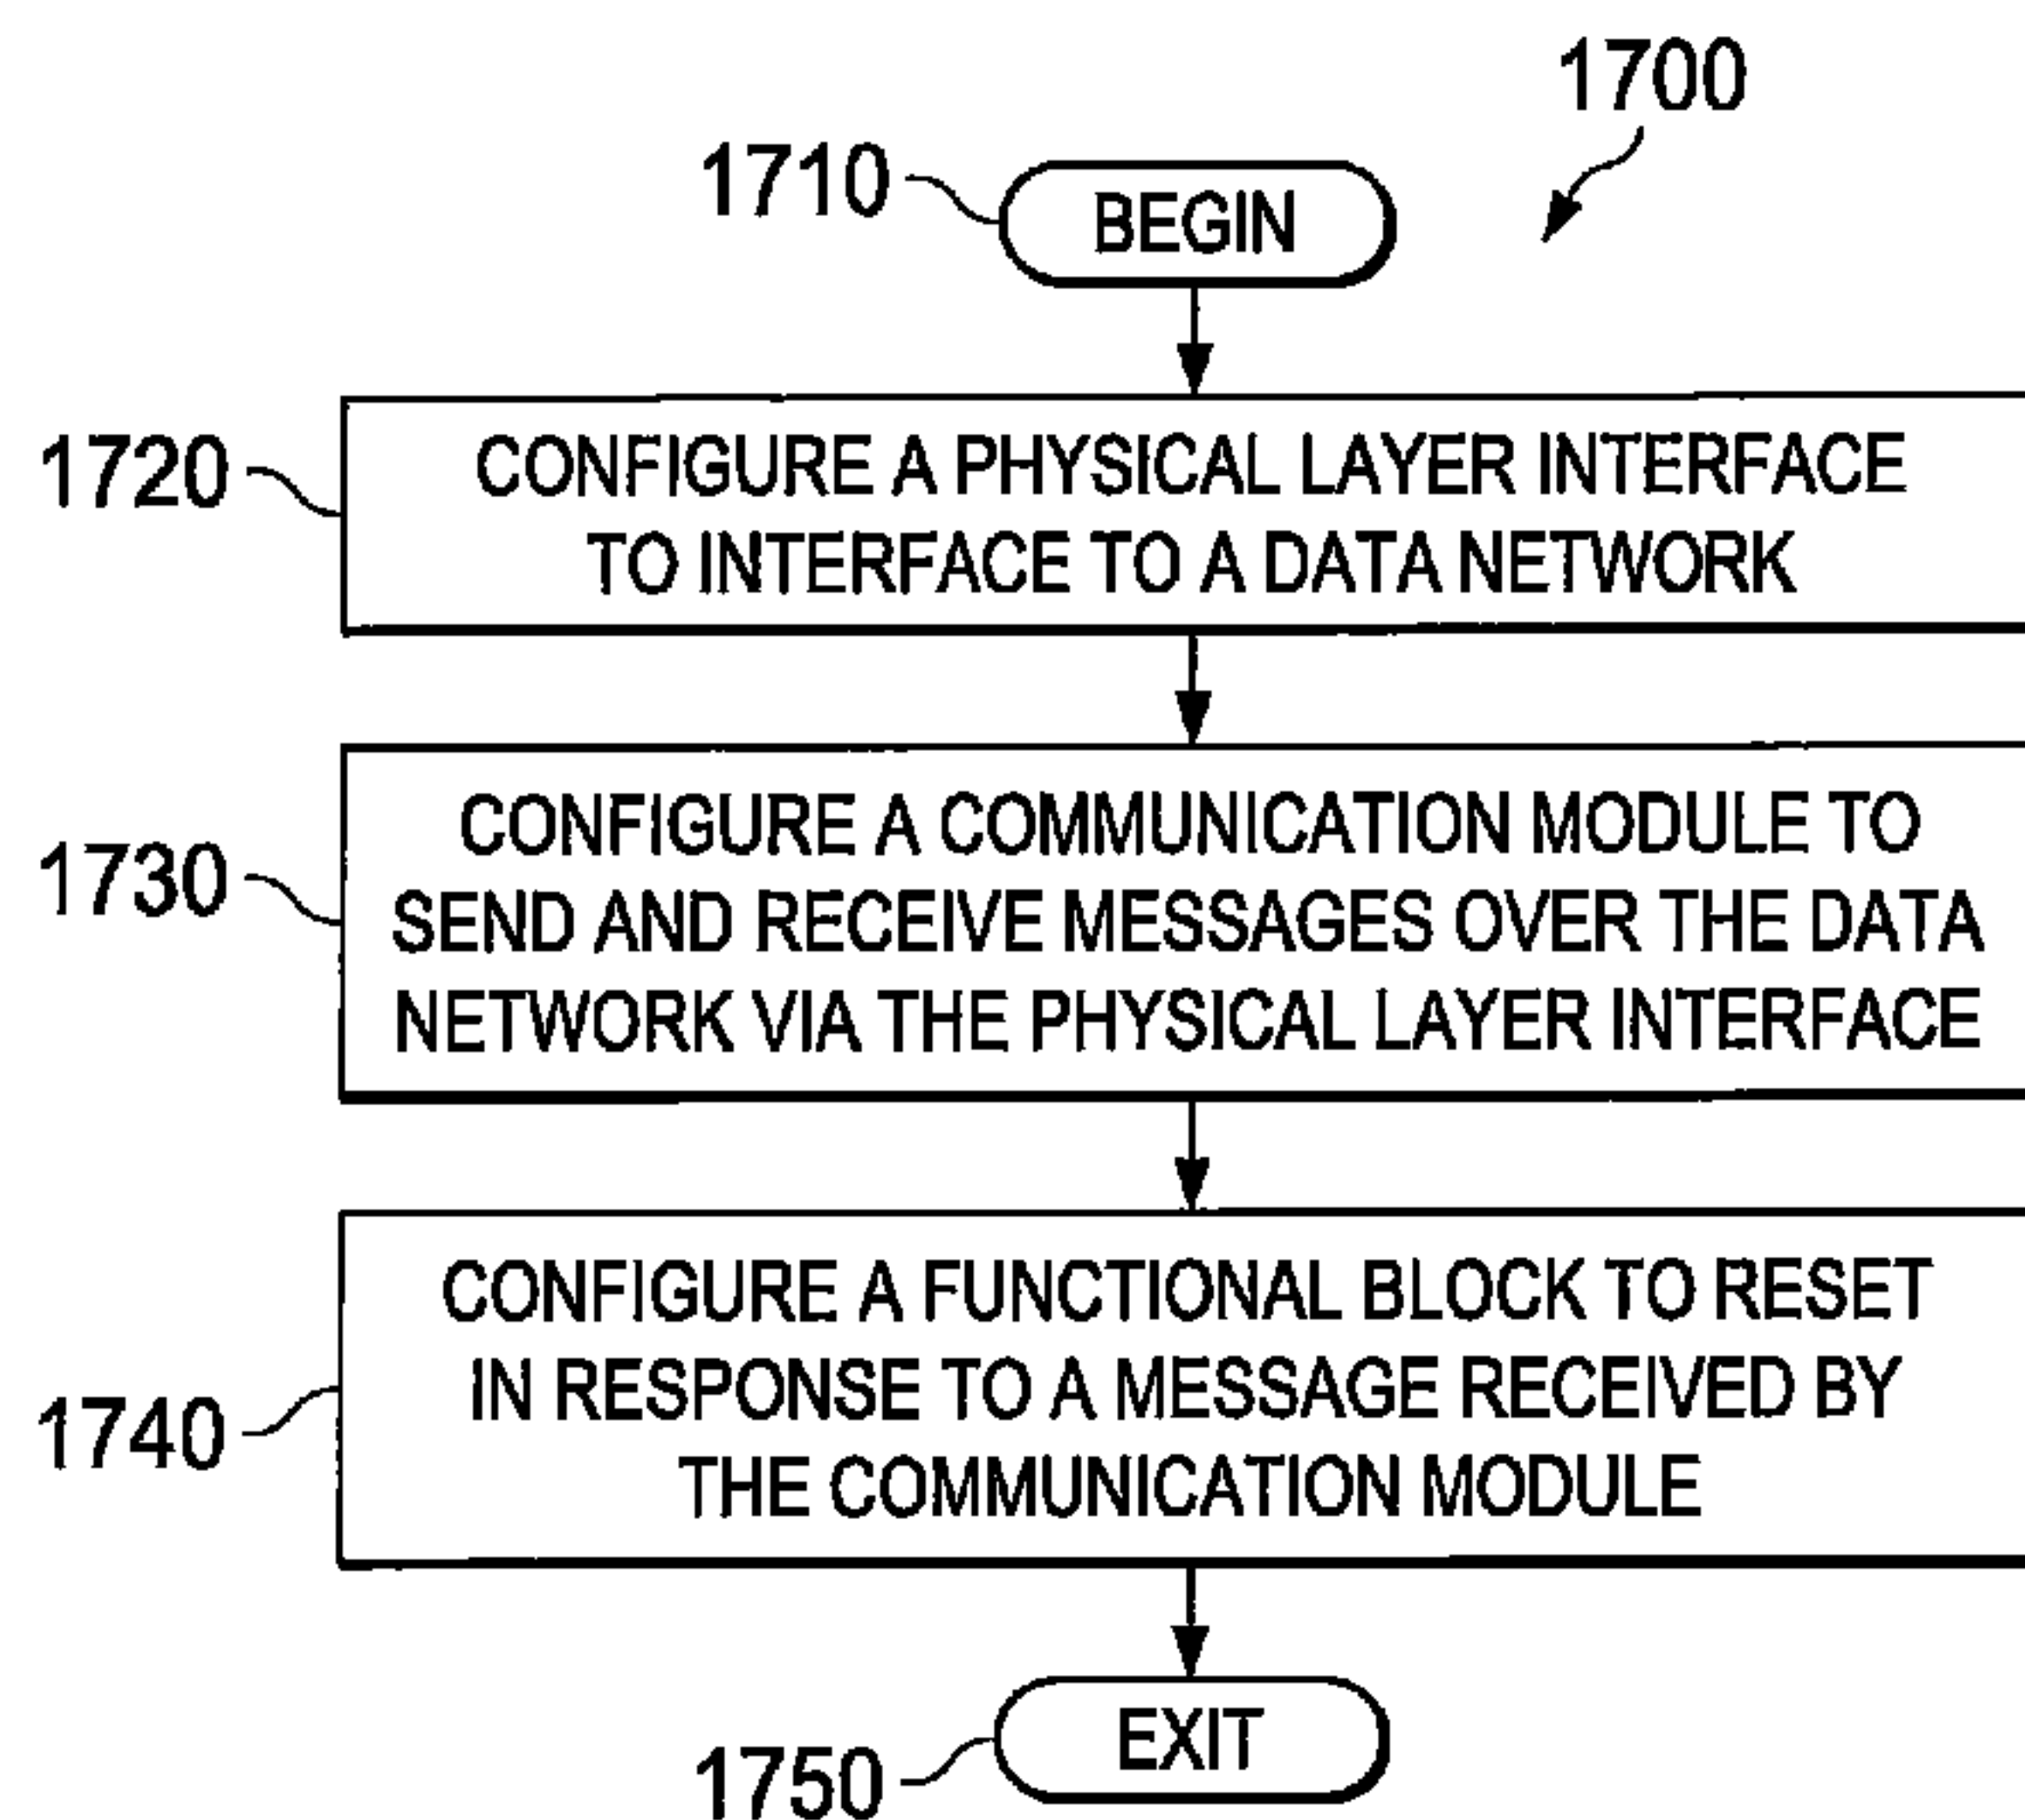 1700
1710
BEGIN
1720
CONFIGURE A PHYSICAL LAYER INTERFACE
TO INTERFACE TO A DATA NETWORK
1730
CONFIGURE A COMMUNICATION MODULE TO
SEND AND RECEIVE MESSAGES OVER THE DATA
NETWORK VIA THE PHYSICAL LAYER INTERFACE
1740
CONFIGURE A FUNCTIONAL BLOCK TO RESET
IN RESPONSE TO A MESSAGE RECEIVED BY
THE COMMUNICATION MODULE
1750
EXIT